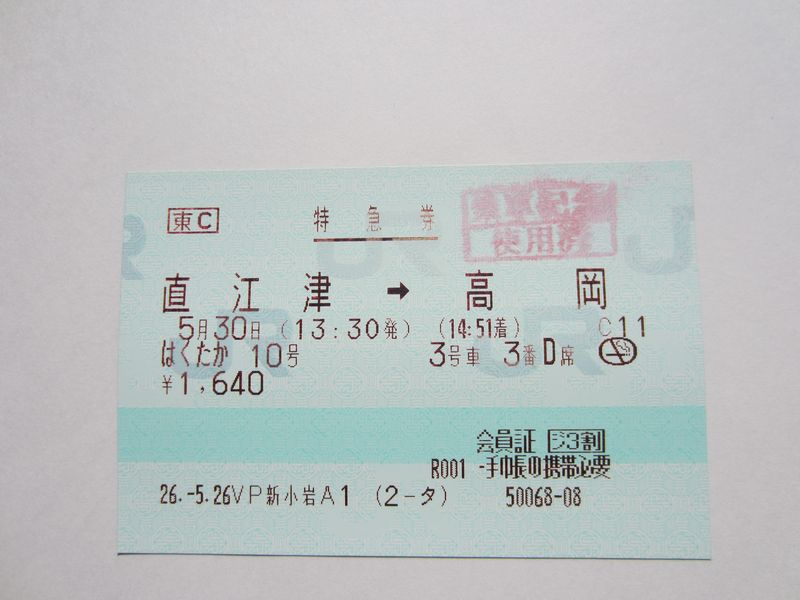 東C 特急券
乗車記念
使用済
直江津 → 高岡
5月30日 (13:30発) (14:51着) C11
はくたか 10号 3号車 3番D席
¥1,640
会員証 ジ3割
R001 -手帳の携帯必要
26.-5.26VP新小岩A1 (2-タ) 50068-08